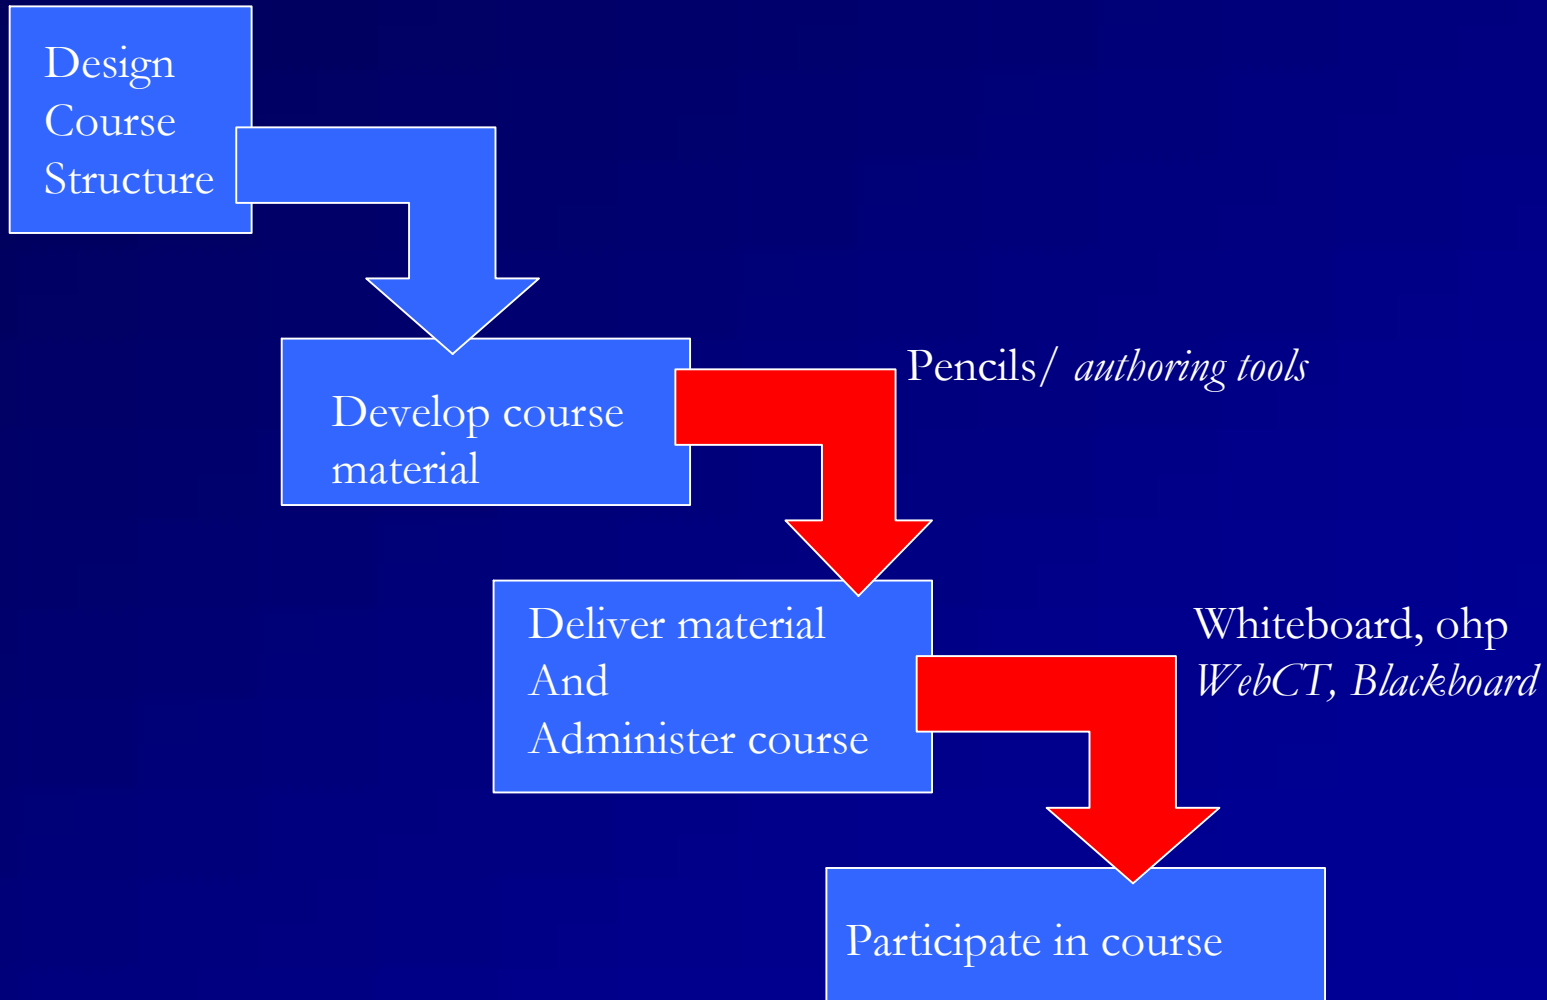 Design
Course
Structure
Pencils/ authoring tools
Develop course
material
Deliver material
And
Administer course
Whiteboard, ohp
WebCT, Blackboard
Participate in course